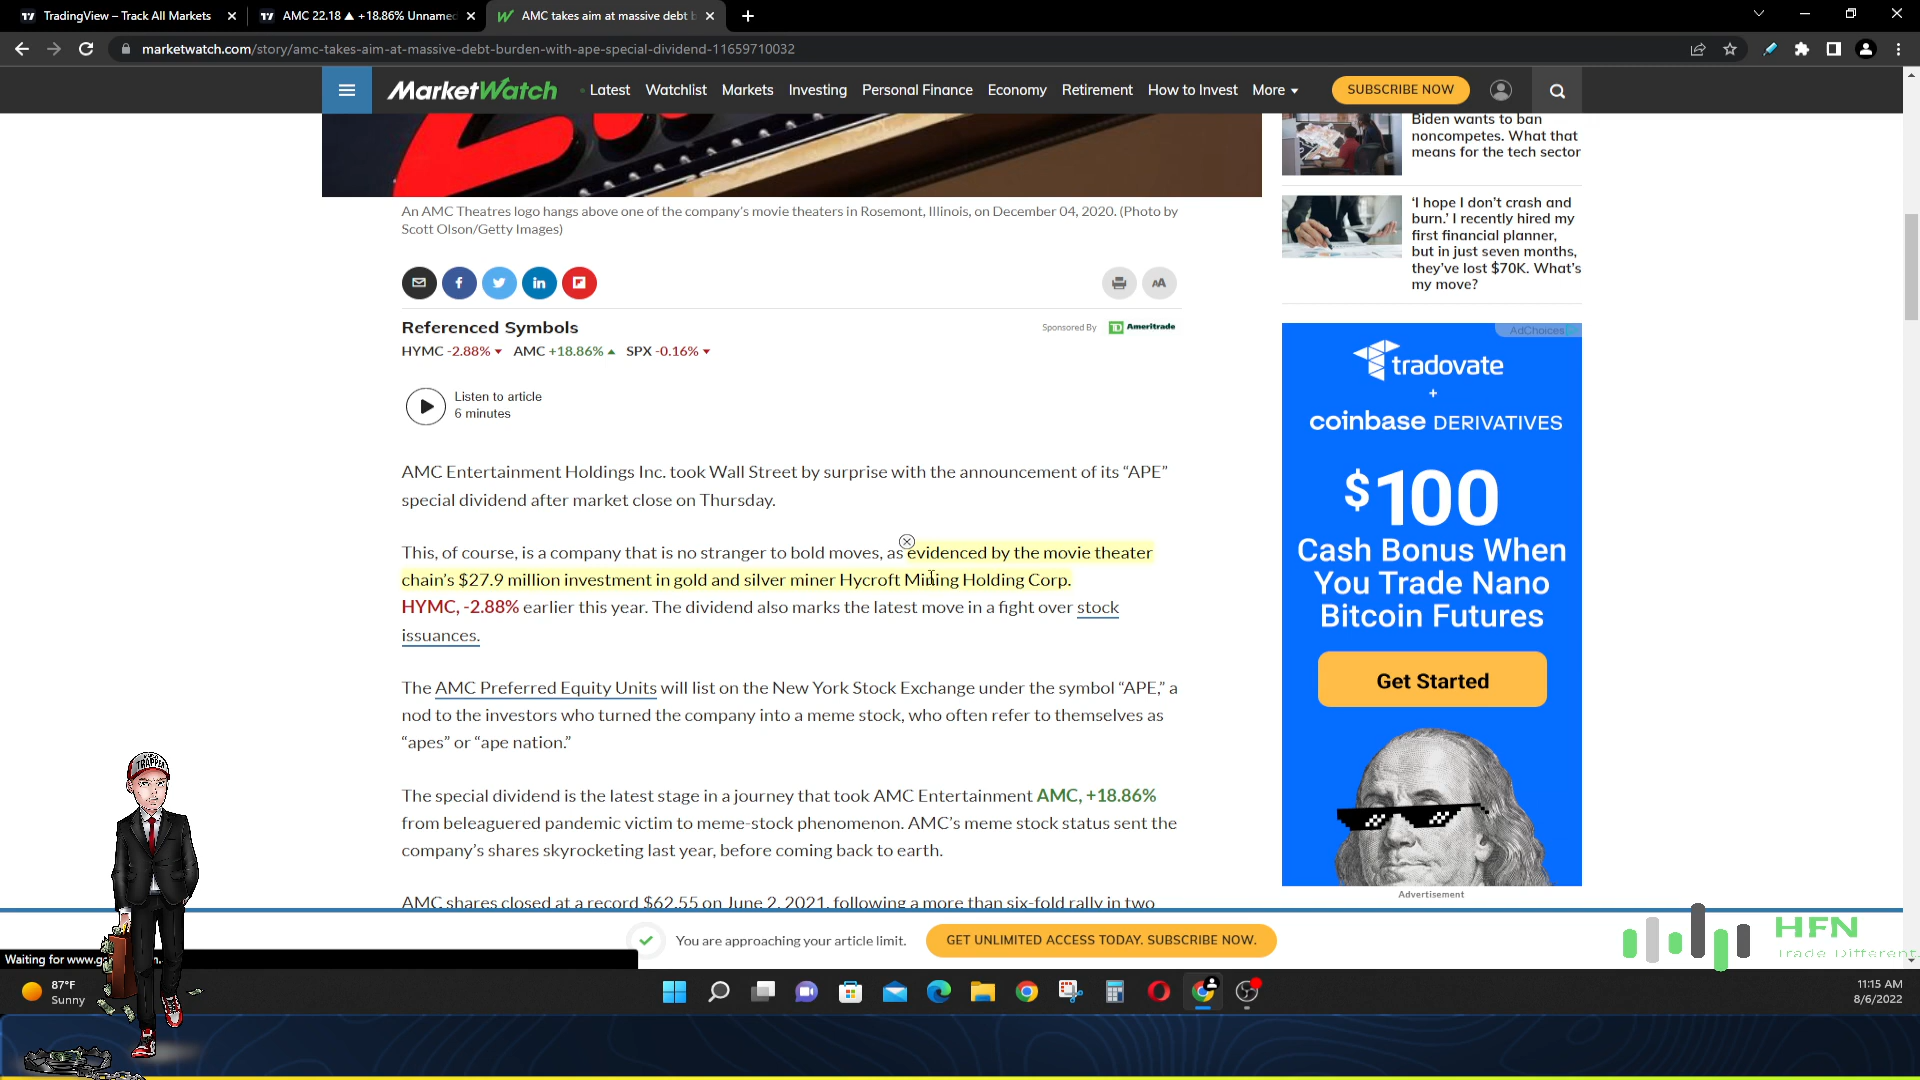 TradingView – Track All Markets
AMC 22.18 ▲ +18.86% Unnamed
AMC takes aim at massive debt b
marketwatch.com/story/amc-takes-aim-at-massive-debt-burden-with-ape-special-dividend-11659710032
MarketWatch
Latest Watchlist Markets Investing Personal Finance Economy Retirement How to Invest More
SUBSCRIBE NOW
An AMC Theatres logo hangs above one of the company's movie theaters in Rosemont, Illinois, on December 04, 2020. (Photo by
Scott Olson/Getty Images)
Referenced Symbols
Sponsored By TD Ameritrade
HYMC -2.88% AMC +18.86% SPX -0.16%
Listen to article
6 minutes
AMC Entertainment Holdings Inc. took Wall Street by surprise with the announcement of its “APE”
special dividend after market close on Thursday.
This, of course, is a company that is no stranger to bold moves, as evidenced by the movie theater
chain's $27.9 million investment in gold and silver miner Hycroft Mining Holding Corp.
HYMC, -2.88% earlier this year. The dividend also marks the latest move in a fight over stock
issuances.
The AMC Preferred Equity Units will list on the New York Stock Exchange under the symbol “APE,” a
nod to the investors who turned the company into a meme stock, who often refer to themselves as
“apes” or “ape nation.”
The special dividend is the latest stage in a journey that took AMC Entertainment AMC, +18.86%
from beleaguered pandemic victim to meme-stock phenomenon. AMC's meme stock status sent the
company's shares skyrocketing last year, before coming back to earth.
AMC shares closed at a record $62.55 on June 2, 2021, following a more than six-fold rally in two
Biden wants to ban
noncompetes. What that
means for the tech sector
‘I hope I don't crash and
burn.’ I recently hired my
first financial planner,
but in just seven months,
they've lost $70K. What's
my move?
AdChoices
tradovate
+
coinbase DERIVATIVES
$100
Cash Bonus When
You Trade Nano
Bitcoin Futures
Get Started
Advertisement
You are approaching your article limit.
GET UNLIMITED ACCESS TODAY. SUBSCRIBE NOW.
HFN
Trade Different
TRAPPER
Waiting for www.g
87°F
Sunny
11:15 AM
8/6/2022